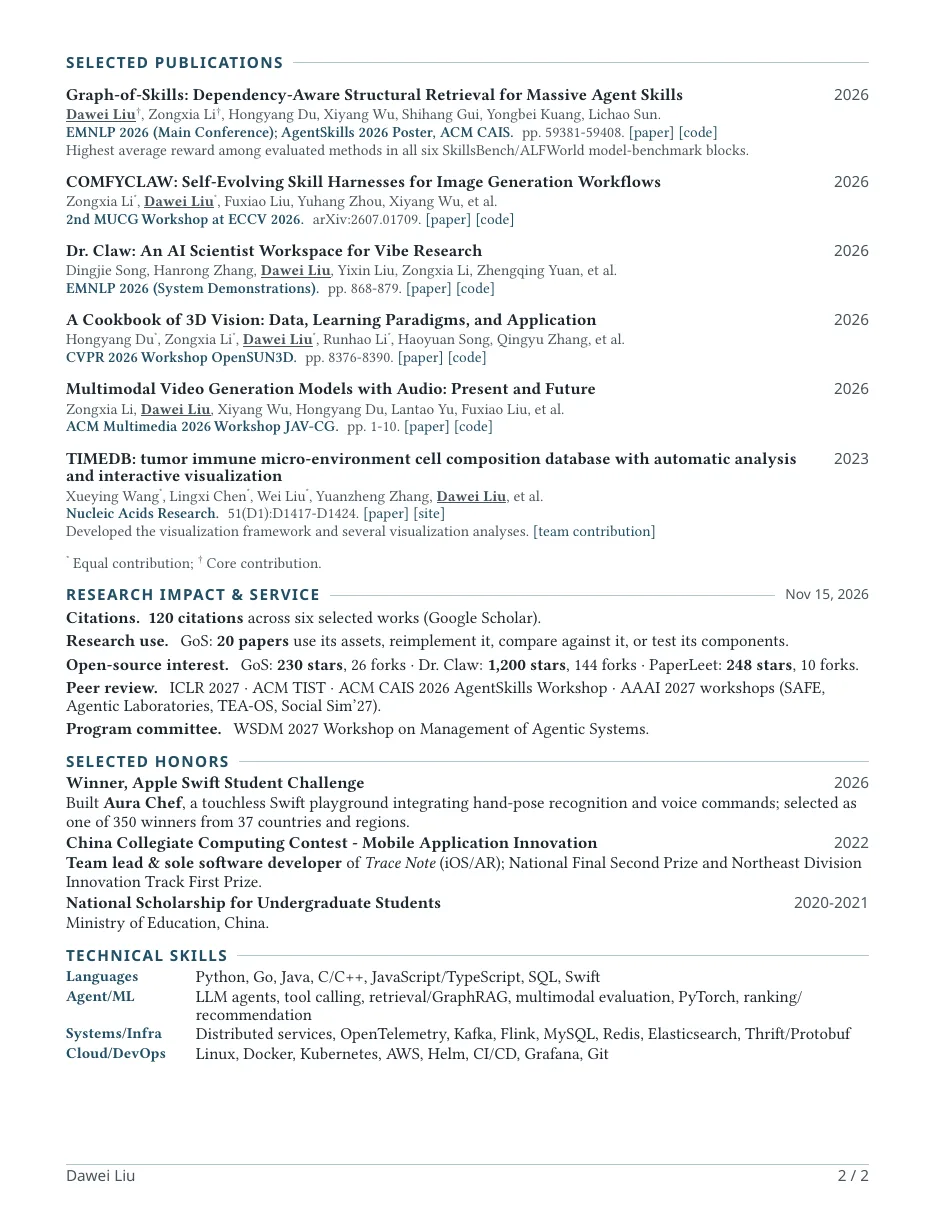 SELECTED PUBLICATIONS
Graph-of-Skills: Dependency-Aware Structural Retrieval for Massive Agent Skills 2026
Dawei Liu†, Zongxia Li†, Hongyang Du, Xiyang Wu, Shihang Gui, Yongbei Kuang, Lichao Sun.
EMNLP 2026 (Main Conference); AgentSkills 2026 Poster, ACM CAIS. pp. 59381-59408. [paper] [code]
Highest average reward among evaluated methods in all six SkillsBench/ALFWorld model-benchmark blocks.
COMFYCLAW: Self-Evolving Skill Harnesses for Image Generation Workflows 2026
Zongxia Li*, Dawei Liu*, Fuxiao Liu, Yuhang Zhou, Xiyang Wu, et al.
2nd MUCG Workshop at ECCV 2026. arXiv:2607.01709. [paper] [code]
Dr. Claw: An AI Scientist Workspace for Vibe Research 2026
Dingjie Song, Hanrong Zhang, Dawei Liu, Yixin Liu, Zongxia Li, Zhengqing Yuan, et al.
EMNLP 2026 (System Demonstrations). pp. 868-879. [paper] [code]
A Cookbook of 3D Vision: Data, Learning Paradigms, and Application 2026
Hongyang Du*, Zongxia Li*, Dawei Liu*, Runhao Li*, Haoyuan Song, Qingyu Zhang, et al.
CVPR 2026 Workshop OpenSUN3D. pp. 8376-8390. [paper] [code]
Multimodal Video Generation Models with Audio: Present and Future 2026
Zongxia Li, Dawei Liu, Xiyang Wu, Hongyang Du, Lantao Yu, Fuxiao Liu, et al.
ACM Multimedia 2026 Workshop JAV-CG. pp. 1-10. [paper] [code]
TIMEDB: tumor immune micro-environment cell composition database with automatic analysis 2023
and interactive visualization
Xueying Wang*, Lingxi Chen*, Wei Liu*, Yuanzheng Zhang, Dawei Liu, et al.
Nucleic Acids Research. 51(D1):D1417-D1424. [paper] [site]
Developed the visualization framework and several visualization analyses. [team contribution]
* Equal contribution; † Core contribution.
RESEARCH IMPACT & SERVICE Nov 15, 2026
Citations. 120 citations across six selected works (Google Scholar).
Research use. GoS: 20 papers use its assets, reimplement it, compare against it, or test its components.
Open-source interest. GoS: 230 stars, 26 forks · Dr. Claw: 1,200 stars, 144 forks · PaperLeet: 248 stars, 10 forks.
Peer review. ICLR 2027 · ACM TIST · ACM CAIS 2026 AgentSkills Workshop · AAAI 2027 workshops (SAFE,
Agentic Laboratories, TEA-OS, Social Sim’27).
Program committee. WSDM 2027 Workshop on Management of Agentic Systems.
SELECTED HONORS
Winner, Apple Swift Student Challenge 2026
Built Aura Chef, a touchless Swift playground integrating hand-pose recognition and voice commands; selected as
one of 350 winners from 37 countries and regions.
China Collegiate Computing Contest - Mobile Application Innovation 2022
Team lead & sole software developer of Trace Note (iOS/AR); National Final Second Prize and Northeast Division
Innovation Track First Prize.
National Scholarship for Undergraduate Students 2020-2021
Ministry of Education, China.
TECHNICAL SKILLS
Languages Python, Go, Java, C/C++, JavaScript/TypeScript, SQL, Swift
Agent/ML LLM agents, tool calling, retrieval/GraphRAG, multimodal evaluation, PyTorch, ranking/
recommendation
Systems/Infra Distributed services, OpenTelemetry, Kafka, Flink, MySQL, Redis, Elasticsearch, Thrift/Protobuf
Cloud/DevOps Linux, Docker, Kubernetes, AWS, Helm, CI/CD, Grafana, Git
Dawei Liu 2 / 2